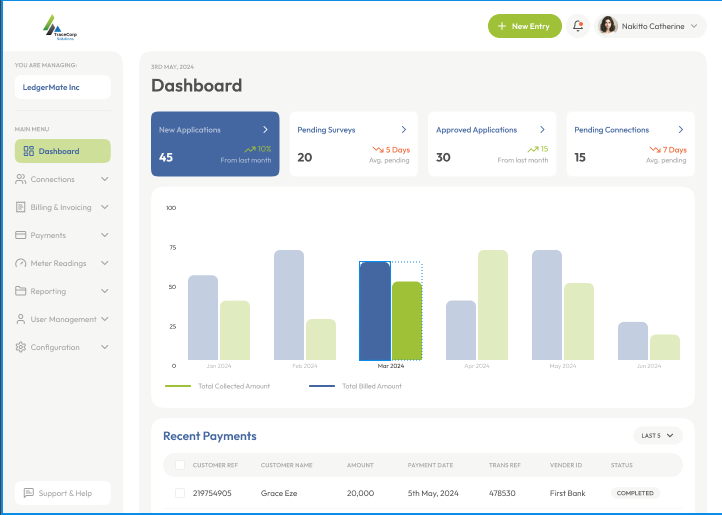 TraceCorp
Solutions
New Entry
Nakitto Catherine
YOU ARE MANAGING:
LedgerMate Inc
MAIN MENU
Dashboard
Connections
Billing & Invoicing
Payments
Meter Readings
Reporting
User Management
Configuration
Support & Help
3RD MAY, 2024
Dashboard
New Applications
45
10%
From last month
Pending Surveys
20
5 Days
Avg. pending
Approved Applications
30
15
From last month
Pending Connections
15
7 Days
Avg. pending
100
75
50
25
0
Jan 2024
Feb 2024
Mar 2024
Apr 2024
May 2024
Jun 2024
Total Collected Amount
Total Billed Amount
Recent Payments
LAST 5
CUSTOMER REF CUSTOMER NAME AMOUNT PAYMENT DATE TRANS REF VENDER ID STATUS
219754905 Grace Eze 20,000 5th May, 2024 478530 First Bank COMPLETED